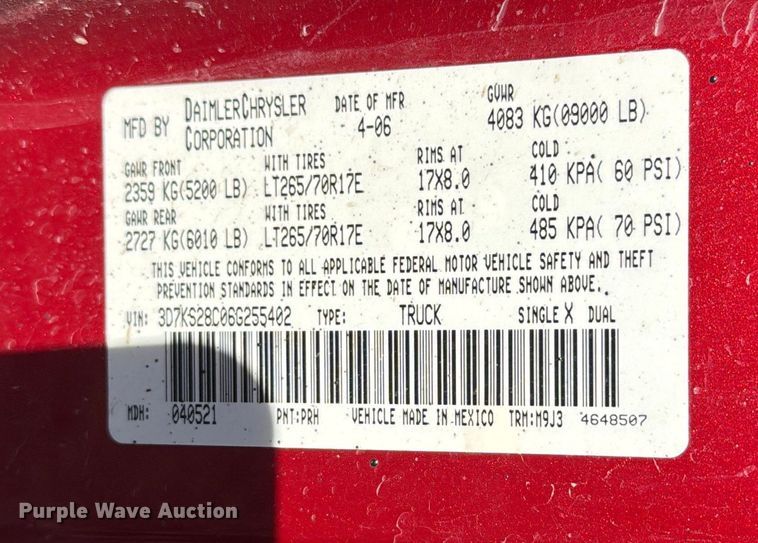 MFD BY DAIMLERCHRYSLER CORPORATION DATE OF MFR 4-06 GVWR 4083 KG(09000 LB)
GAWR FRONT WITH TIRES RIMS AT COLD
2359 KG(5200 LB) LT265/70R17E 17X8.0 410 KPA( 60 PSI)
GAWR REAR WITH TIRES RIMS AT COLD
2727 KG(6010 LB) LT265/70R17E 17X8.0 485 KPA( 70 PSI)
THIS VEHICLE CONFORMS TO ALL APPLICABLE FEDERAL MOTOR VEHICLE SAFETY AND THEFT
PREVENTION STANDARDS IN EFFECT ON THE DATE OF MANUFACTURE SHOWN ABOVE.
VIN: 3D7KS28C06G255402 TYPE: TRUCK SINGLE X DUAL
MDH: 040521 PNT:PRH VEHICLE MADE IN MEXICO TRM:M9J3 4648507
Purple Wave Auction